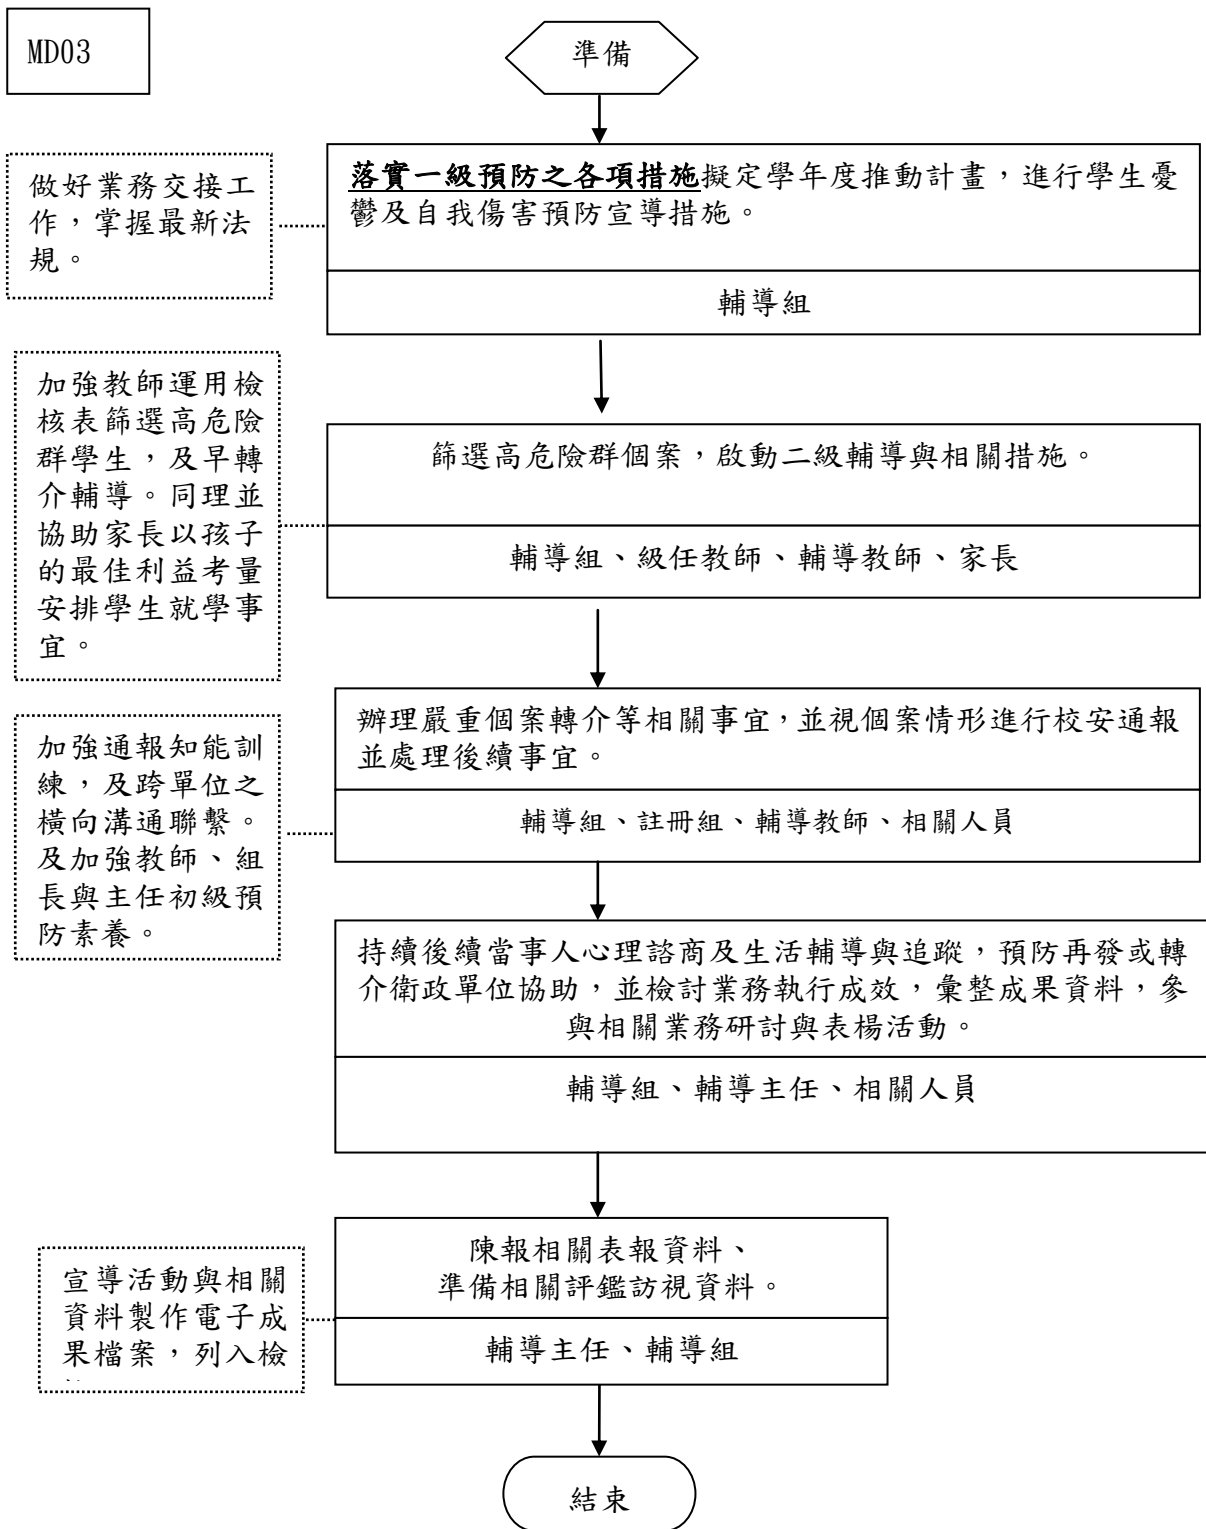 MD03
準備
做好業務交接工
作，掌握最新法
規。
落實一級預防之各項措施擬定學年度推動計畫，進行學生憂
鬱及自我傷害預防宣導措施。
輔導組
加強教師運用檢
核表篩選高危險
群學生，及早轉
介輔導。同理並
協助家長以孩子
的最佳利益考量
安排學生就學事
宜。
篩選高危險群個案，啟動二級輔導與相關措施。
輔導組、級任教師、輔導教師、家長
加強通報知能訓
練，及跨單位之
橫向溝通聯繫。
及加強教師、組
長與主任初級預
防素養。
辦理嚴重個案轉介等相關事宜，並視個案情形進行校安通報
並處理後續事宜。
輔導組、註冊組、輔導教師、相關人員
持續後續當事人心理諮商及生活輔導與追蹤，預防再發或轉
介衛政單位協助，並檢討業務執行成效，彙整成果資料，參
與相關業務研討與表楊活動。
輔導組、輔導主任、相關人員
宣導活動與相關
資料製作電子成
果檔案，列入檢
陳報相關表報資料、
準備相關評鑑訪視資料。
輔導主任、輔導組
結束